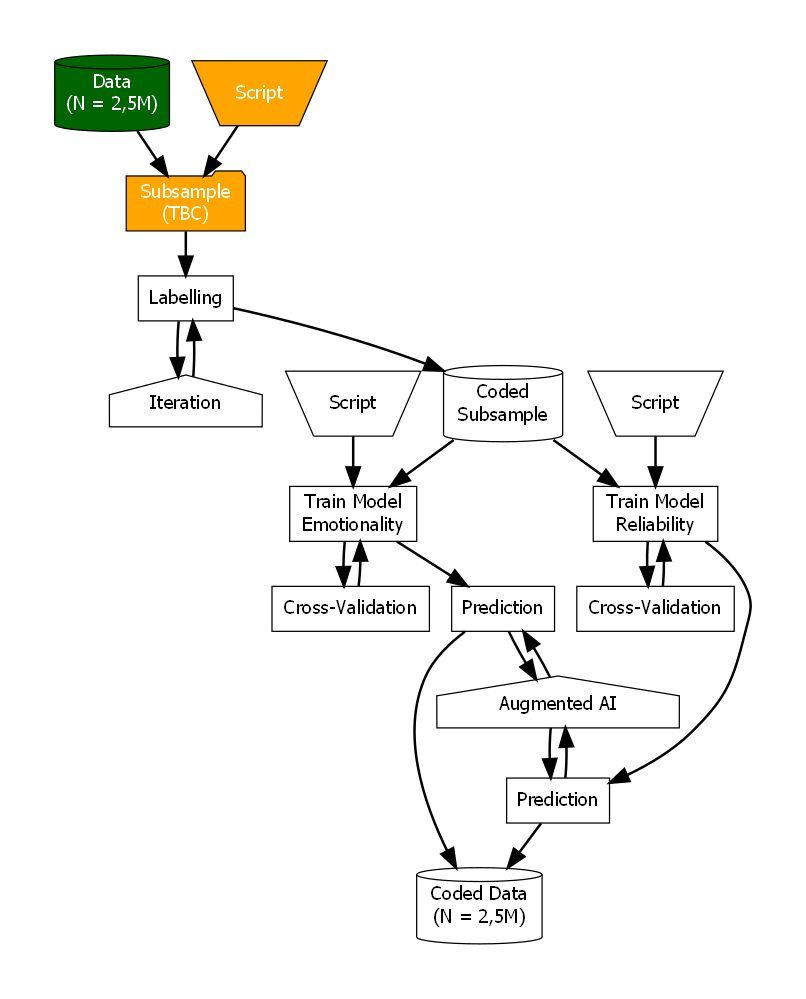 Data
(N = 2,5M)
Script
Subsample
(TBC)
Labelling
Iteration
Script
Coded
Subsample
Script
Train Model
Emotionality
Train Model
Reliability
Cross-Validation
Prediction
Cross-Validation
Augmented AI
Prediction
Coded Data
(N = 2,5M)